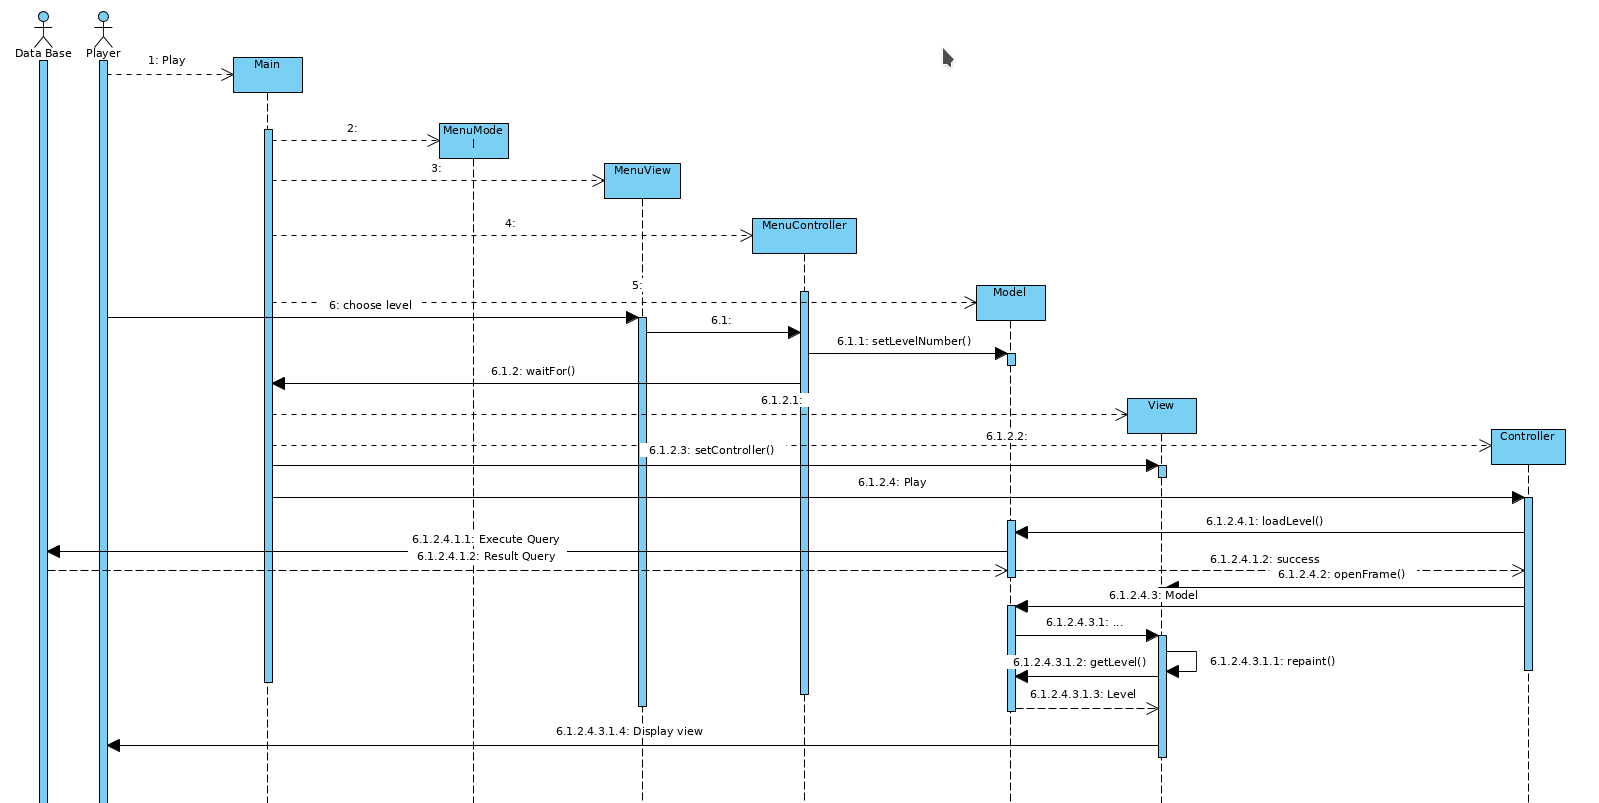 Data Base
Player
1: Play
Main
2:
MenuMode
l
3:
MenuView
4:
MenuController
5:
Model
6: choose level
6.1:
6.1.1: setLevelNumber()
6.1.2: waitFor()
6.1.2.1:
View
6.1.2.2:
Controller
6.1.2.3: setController()
6.1.2.4: Play
6.1.2.4.1: loadLevel()
6.1.2.4.1.1: Execute Query
6.1.2.4.1.2: Result Query
6.1.2.4.1.2: success
6.1.2.4.2: openFrame()
6.1.2.4.3: Model
6.1.2.4.3.1: ...
6.1.2.4.3.1.1: repaint()
6.1.2.4.3.1.2: getLevel()
6.1.2.4.3.1.3: Level
6.1.2.4.3.1.4: Display view